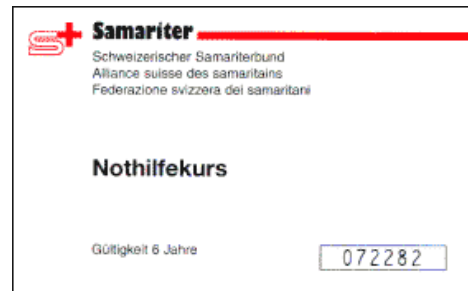 Samariter
Schweizerischer Samariterbund
Alliance suisse des samaritains
Federazione svizzera dei samaritani
Nothilfekurs
Gültigkeit 6 Jahre
072282